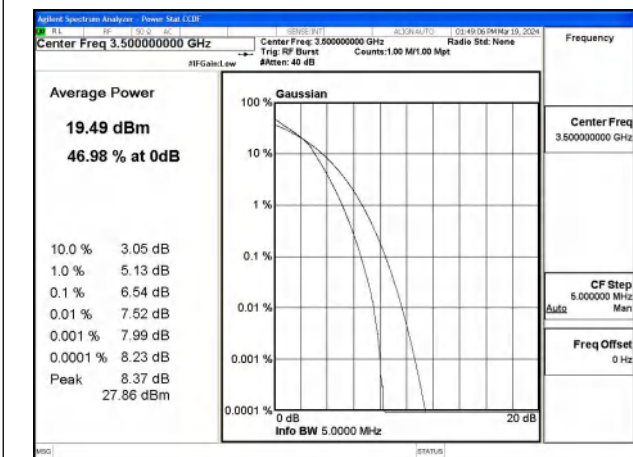 Agilent Spectrum Analyzer - Power Stat CCDF
RL RF 50 Ω AC SENSE:INT ALIGNAUTO 01:49:06 PM Mar 19, 2024
Center Freq 3.500000000 GHz
Center Freq: 3.500000000 GHz Radio Std: None
Trig: RF Burst Counts:1.00 M/1.00 Mpt
#IFGain:Low #Atten: 40 dB
Frequency
Average Power
19.49 dBm
46.98 % at 0dB
10.0 % 3.05 dB
1.0 % 5.13 dB
0.1 % 6.54 dB
0.01 % 7.52 dB
0.001 % 7.99 dB
0.0001 % 8.23 dB
Peak 8.37 dB
27.86 dBm
Gaussian
100 %
10 %
1 %
0.1 %
0.01 %
0.001 %
0.0001 %
0 dB 20 dB
Info BW 5.0000 MHz
Center Freq
3.500000000 GHz
CF Step
5.000000 MHz
Auto Man
Freq Offset
0 Hz
MSG STATUS